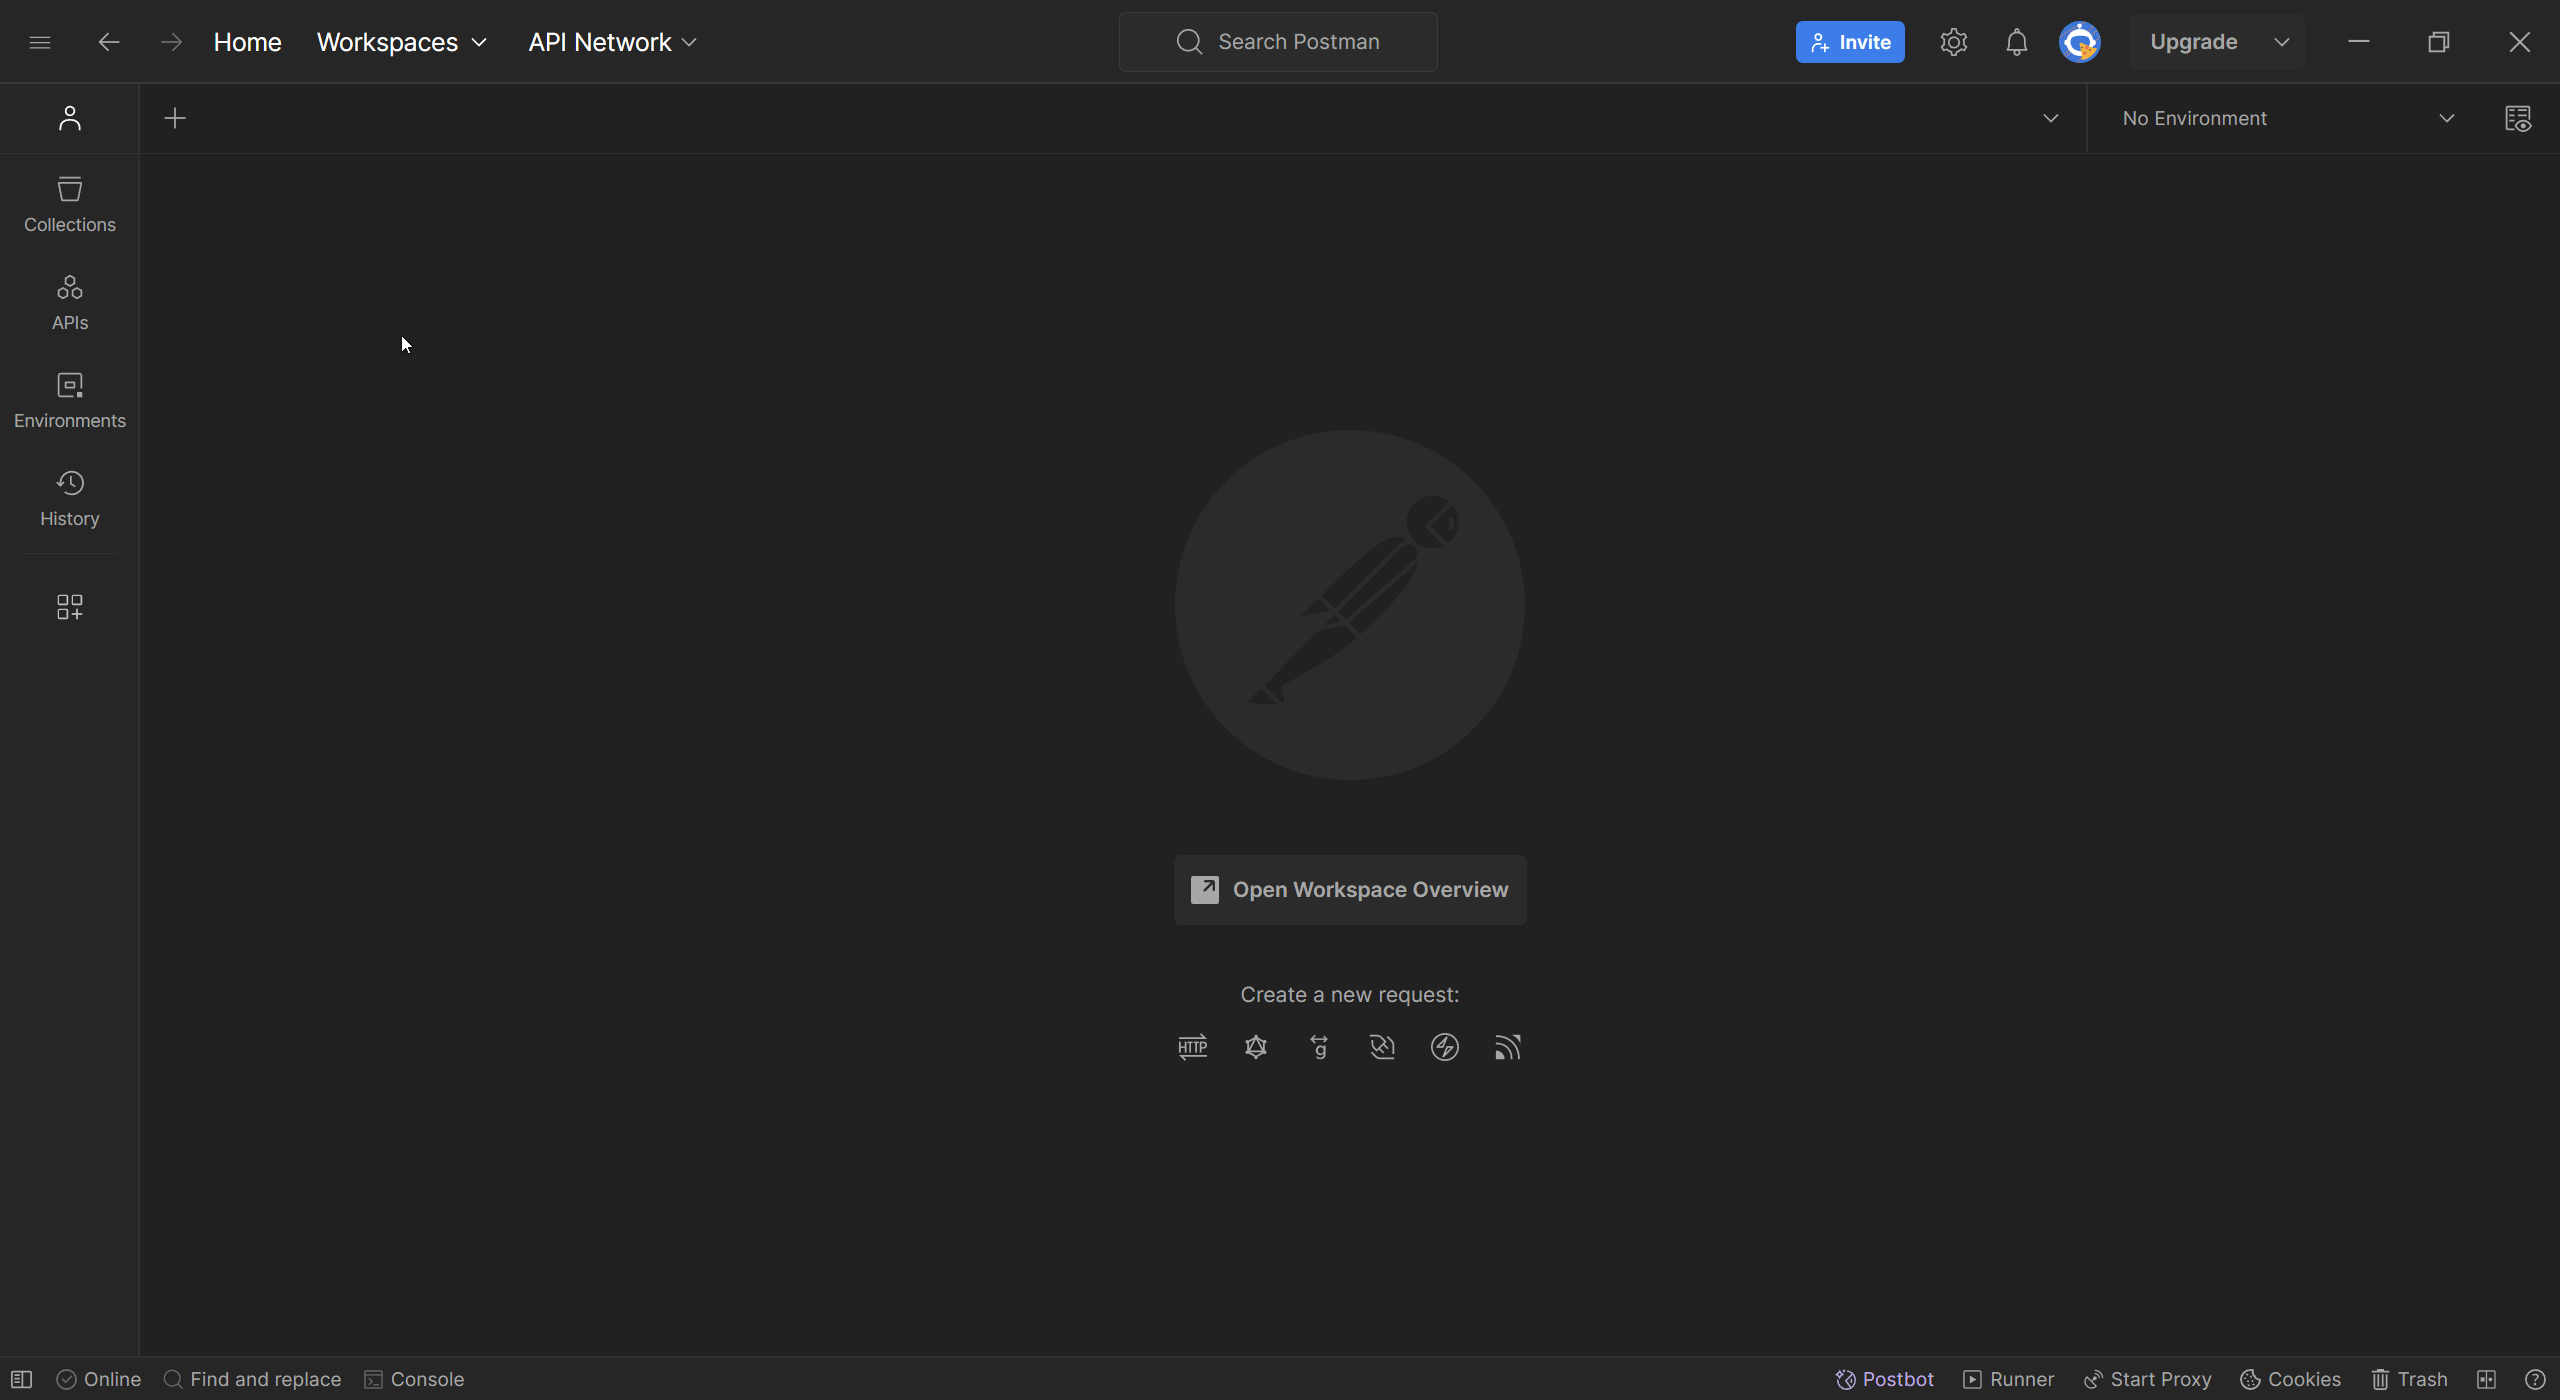 Home Workspaces API Network Search Postman Invite Upgrade
No Environment
Collections
APIs
Environments
History
Open Workspace Overview
Create a new request:
HTTP g
Online Find and replace Console Postbot Runner Start Proxy Cookies Trash